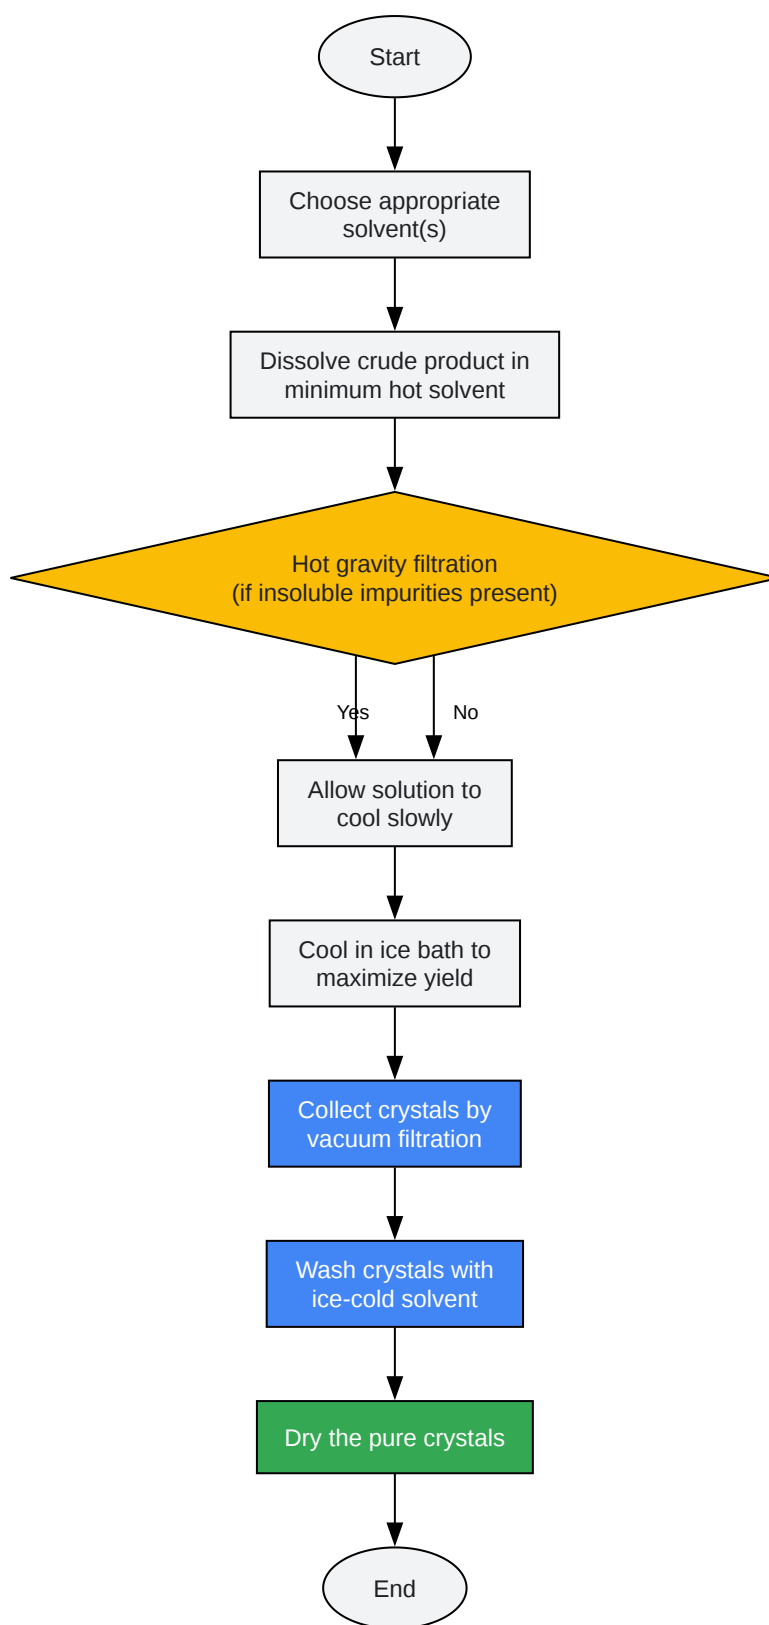 Start
Choose appropriate
solvent(s)
Dissolve crude product in
minimum hot solvent
Hot gravity filtration
(if insoluble impurities present)
Yes
No
Allow solution to
cool slowly
Cool in ice bath to
maximize yield
Collect crystals by
vacuum filtration
Wash crystals with
ice-cold solvent
Dry the pure crystals
End